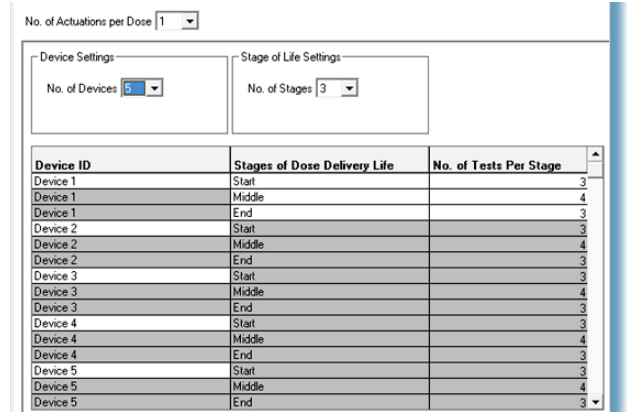 No. of Actuations per Dose 1
Device Settings
Stage of Life Settings
No. of Devices 5
No. of Stages 3
Device ID Stages of Dose Delivery Life No. of Tests Per Stage
Device 1 Start 3
Device 1 Middle 4
Device 1 End 3
Device 2 Start 3
Device 2 Middle 4
Device 2 End 3
Device 3 Start 3
Device 3 Middle 4
Device 3 End 3
Device 4 Start 3
Device 4 Middle 4
Device 4 End 3
Device 5 Start 3
Device 5 Middle 4
Device 5 End 3